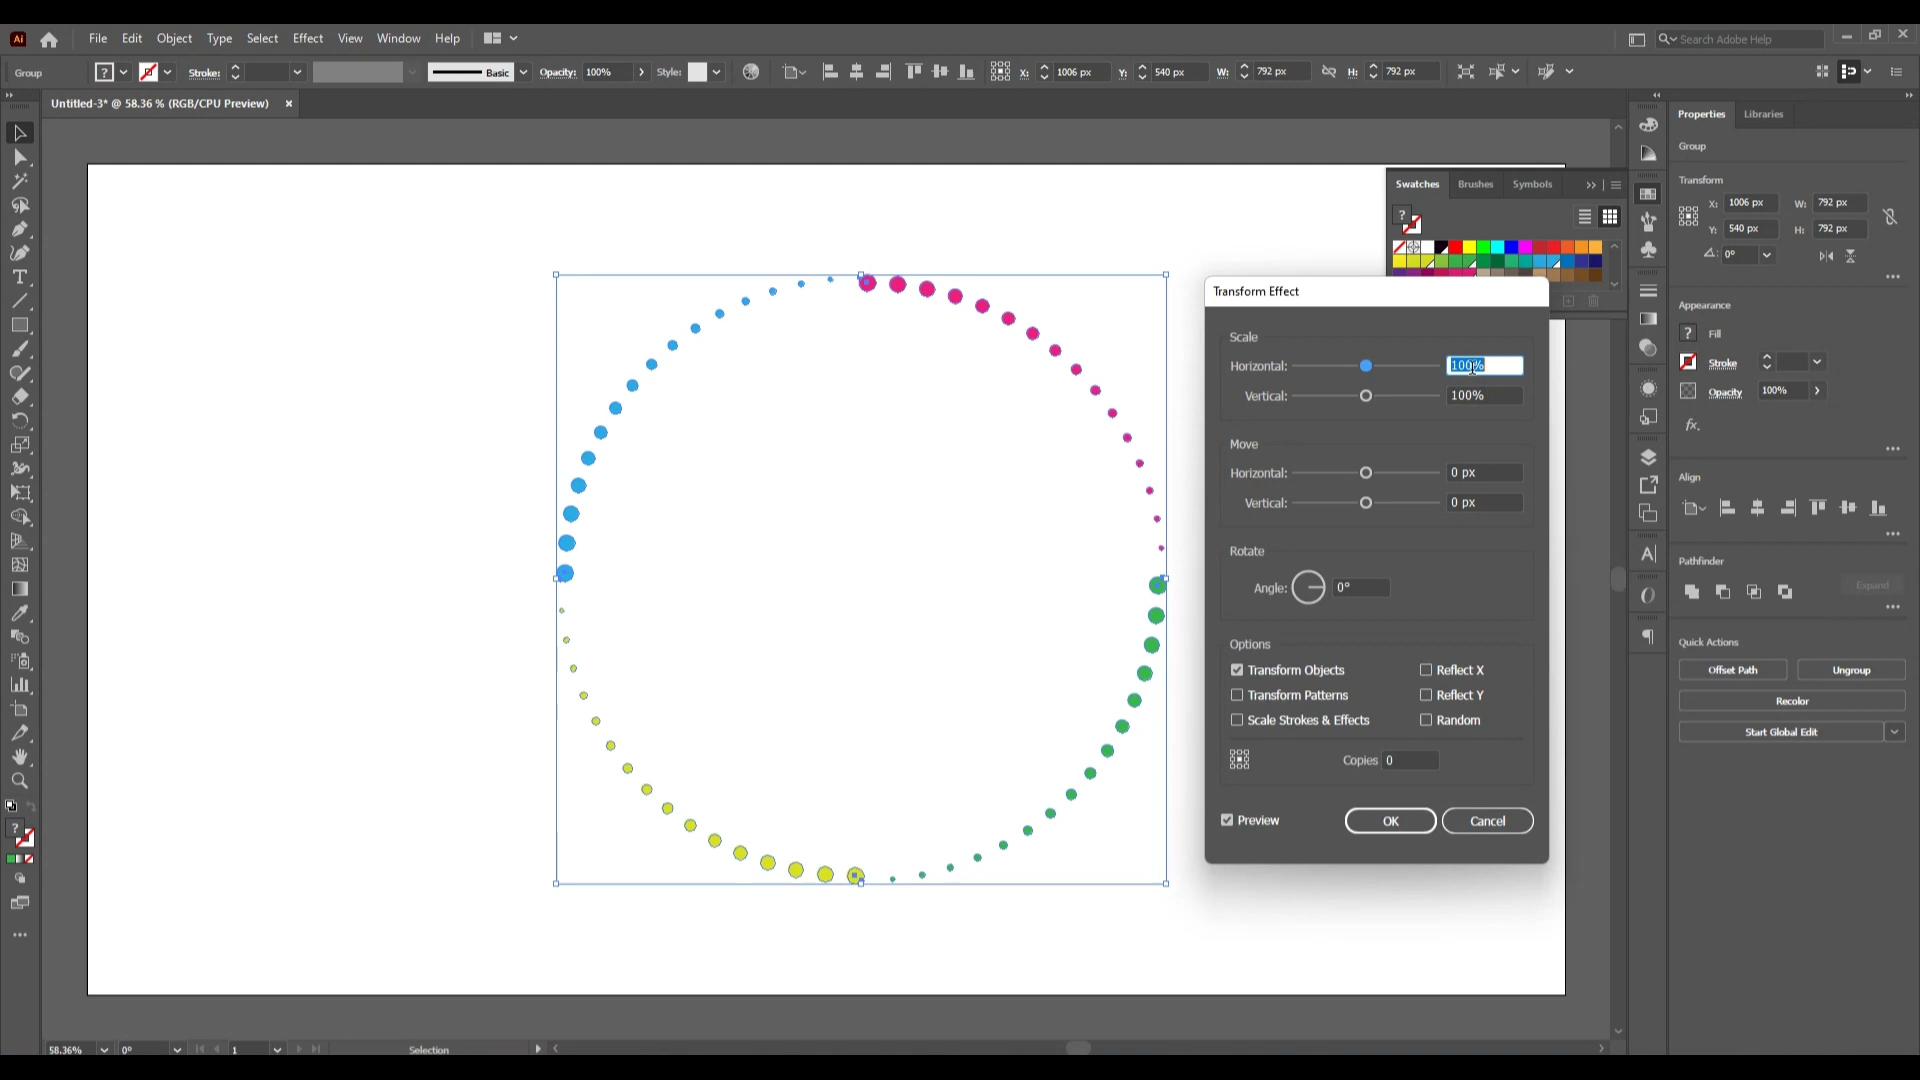 Ai File Edit Object Type Select Effect View Window Help Search Adobe Help
Group ? Stroke: Basic Opacity: 100% Style: X: 1006 px Y: 540 px W: 792 px H: 792 px
Untitled-3* @ 58.36 % (RGB/CPU Preview)
Properties Libraries
Group
Transform
X: 1006 px W: 792 px
Y: 540 px H: 792 px
0°
Appearance
? Fill
Stroke
Opacity 100%
fx.
Align
Pathfinder
Expand
Quick Actions
Offset Path Ungroup
Recolor
Start Global Edit
Swatches Brushes Symbols
?
Transform Effect
Scale
Horizontal: 100%
Vertical: 100%
Move
Horizontal: 0 px
Vertical: 0 px
Rotate
Angle: 0°
Options
Transform Objects Reflect X
Transform Patterns Reflect Y
Scale Strokes & Effects Random
Copies 0
Preview OK Cancel
?
58.36% 0° 1 Selection